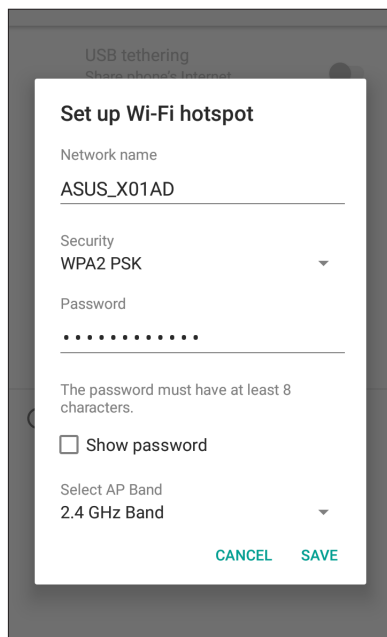 USB tethering
Share phone's Internet
Set up Wi-Fi hotspot
Network name
ASUS_X01AD
Security
WPA2 PSK
Password
••••••••••••
The password must have at least 8
characters.
Show password
Select AP Band
2.4 GHz Band
CANCEL SAVE